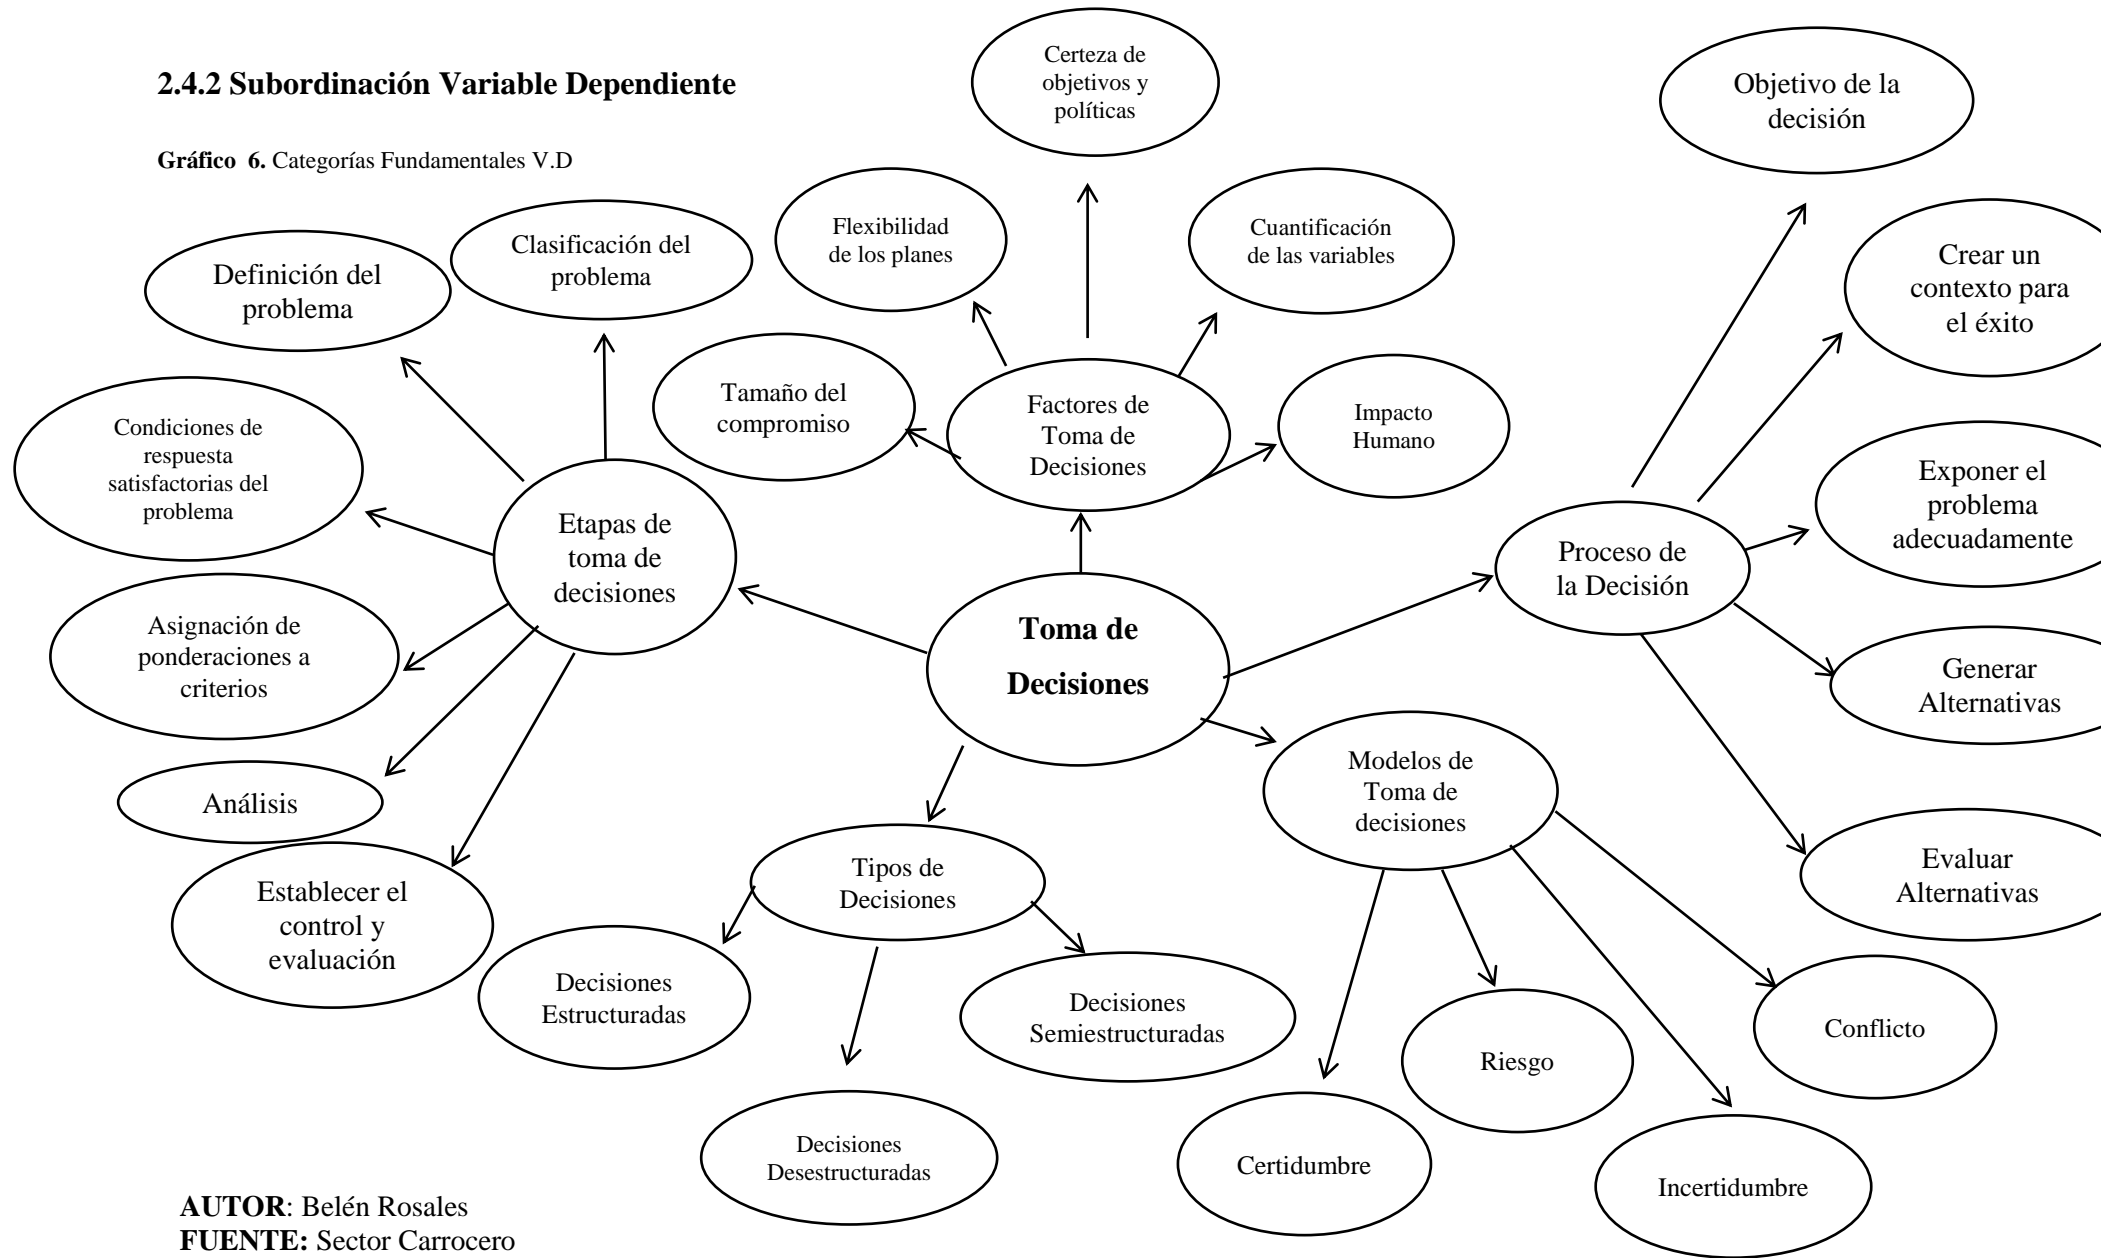 2.4.2 Subordinación Variable Dependiente
Gráfico 6. Categorías Fundamentales V.D
Certeza de
objetivos y
políticas
Objetivo de la
decisión
Flexibilidad
de los planes
Cuantificación
de las variables
Clasificación del
problema
Definición del
problema
Crear un
contexto para
el éxito
Condiciones de
respuesta
satisfactorias del
problema
Tamaño del
compromiso
Factores de
Toma de
Decisiones
Impacto
Humano
Exponer el
problema
adecuadamente
Etapas de
toma de
decisiones
Proceso de
la Decisión
Asignación de
ponderaciones a
criterios
Toma de
Decisiones
Generar
Alternativas
Análisis
Modelos de
Toma de
decisiones
Establecer el
control y
evaluación
Tipos de
Decisiones
Evaluar
Alternativas
Decisiones
Estructuradas
Decisiones
Semiestructuradas
Conflicto
Riesgo
Decisiones
Desestructuradas
Certidumbre
Incertidumbre
AUTOR: Belén Rosales
FUENTE: Sector Carrocero